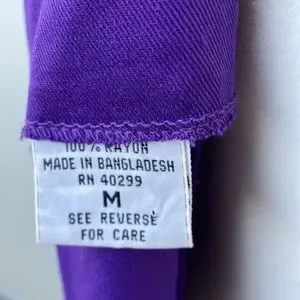 100% RAYON
MADE IN BANGLADESH
RN 40299
M
SEE REVERSE
FOR CARE